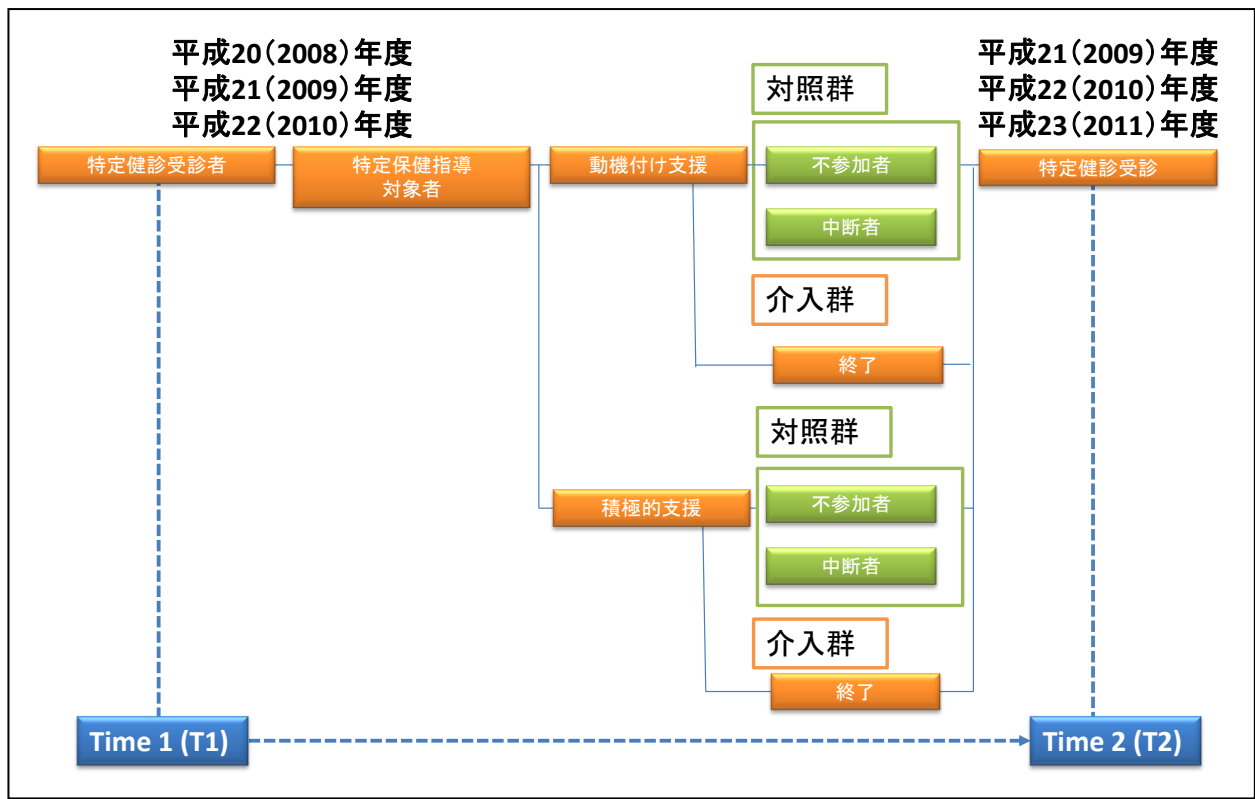 平成20(2008)年度
平成21(2009)年度
平成22(2010)年度
平成21(2009)年度
平成22(2010)年度
平成23(2011)年度
特定健診受診者
特定保健指導
対象者
動機付け支援
対照群
不参加者
中断者
介入群
終了
特定健診受診
積極的支援
対照群
不参加者
中断者
介入群
終了
Time 1 (T1)
Time 2 (T2)